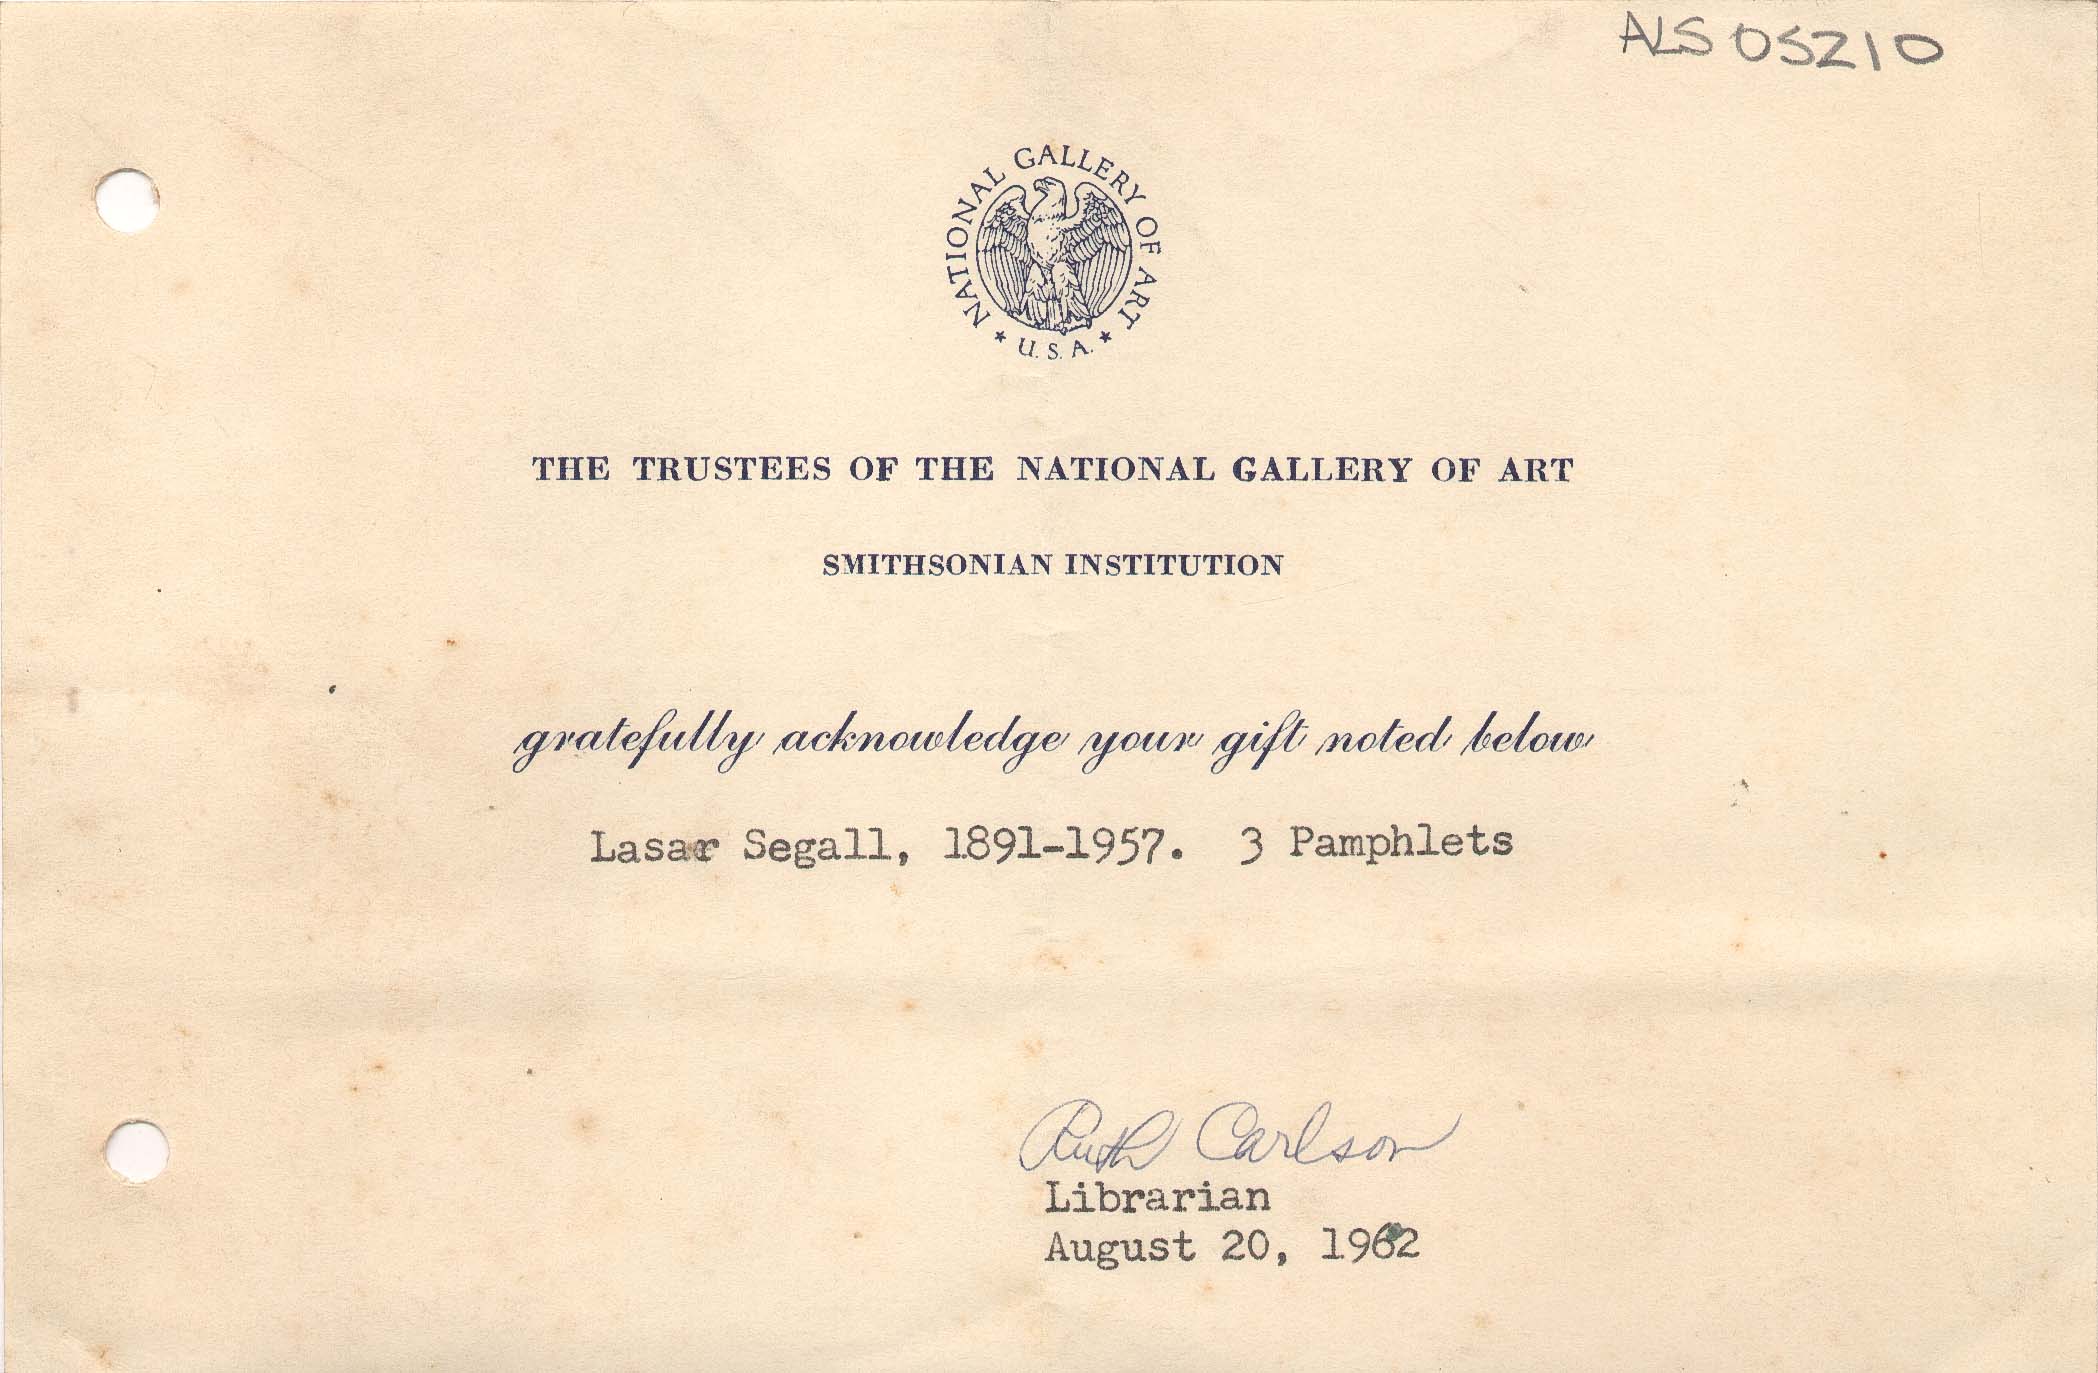 ALS 05210
NATIONAL GALLERY OF ART
* U. S. A. *
THE TRUSTEES OF THE NATIONAL GALLERY OF ART
SMITHSONIAN INSTITUTION
gratefully acknowledge your gift noted below
Lasar Segall, 1891-1957. 3 Pamphlets
Ruth Carlson
Librarian
August 20, 1962